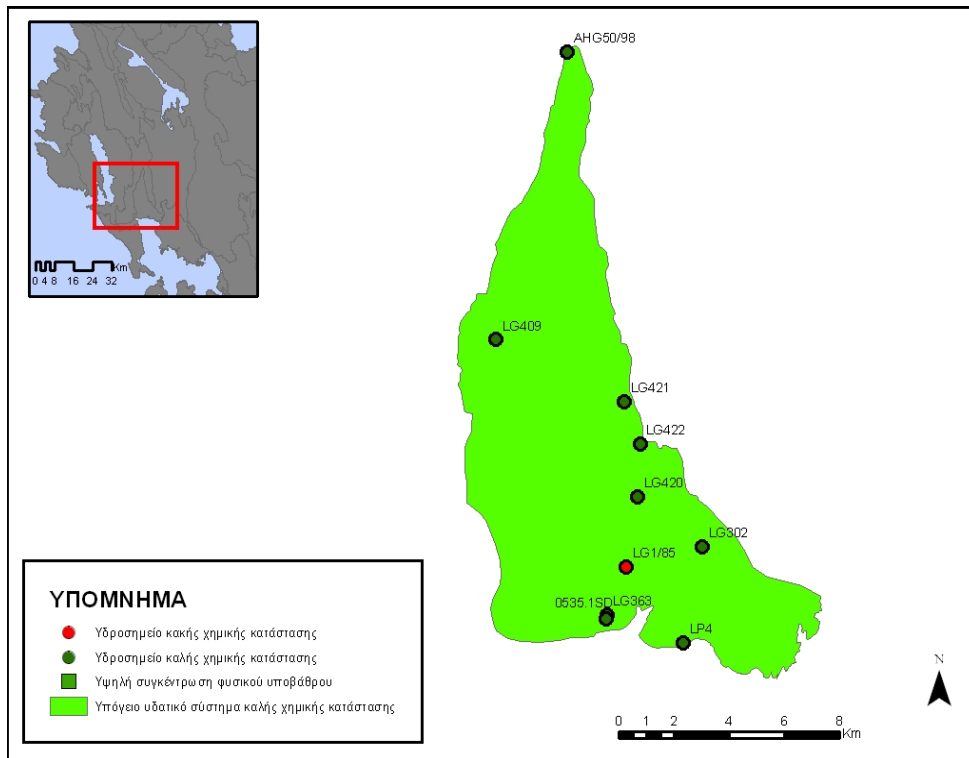 AHG50/98
Km
0 4 8 16 24 32
LG409
LG421
LG422
LG420
LG302
LG1/85
0535.1SD
LG363
LP4
ΥΠΟΜΝΗΜΑ
Υδροσημείο κακής χημικής κατάστασης
Υδροσημείο καλής χημικής κατάστασης
Υψηλή συγκέντρωση φυσικού υποβάθρου
Υπόγειο υδατικό σύστημα καλής χημικής κατάστασης
N
0 1 2 4 6 8
Km